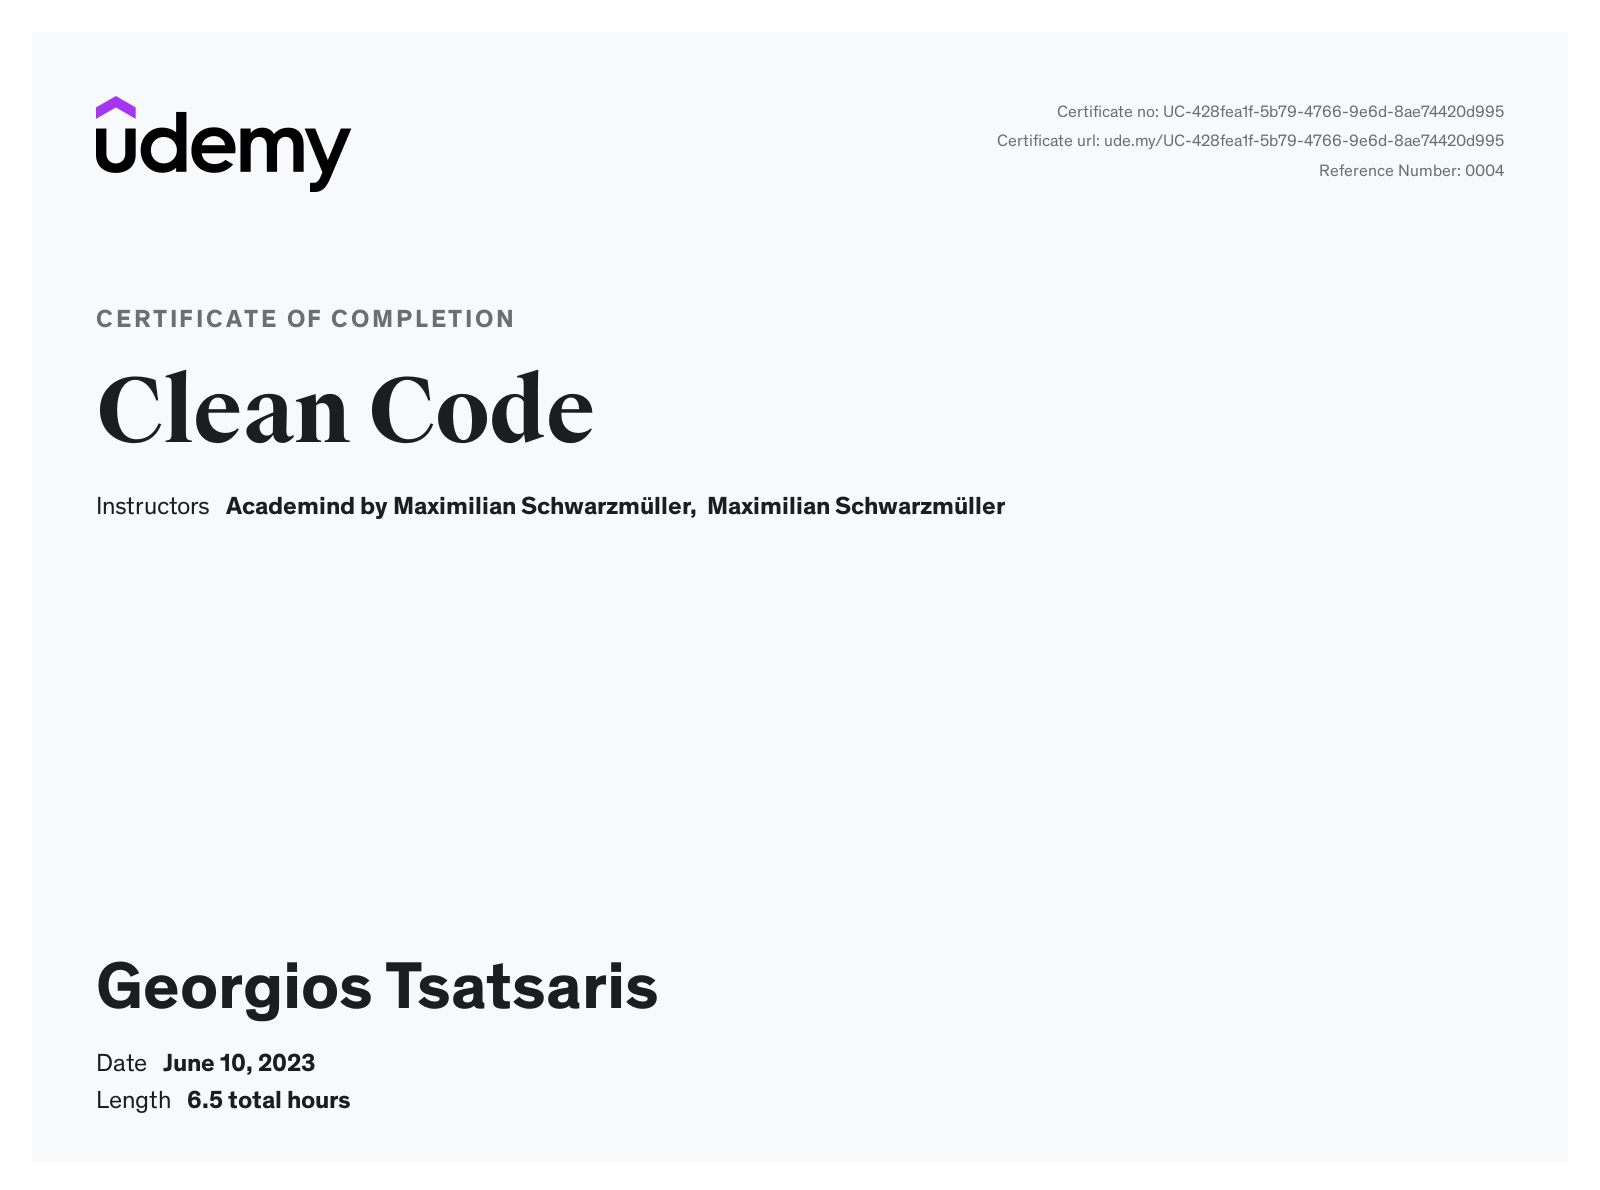 udemy
Certificate no: UC-428fea1f-5b79-4766-9e6d-8ae74420d995
Certificate url: ude.my/UC-428fea1f-5b79-4766-9e6d-8ae74420d995
Reference Number: 0004
CERTIFICATE OF COMPLETION
Clean Code
Instructors Academind by Maximilian Schwarzmüller, Maximilian Schwarzmüller
Georgios Tsatsaris
Date June 10, 2023
Length 6.5 total hours